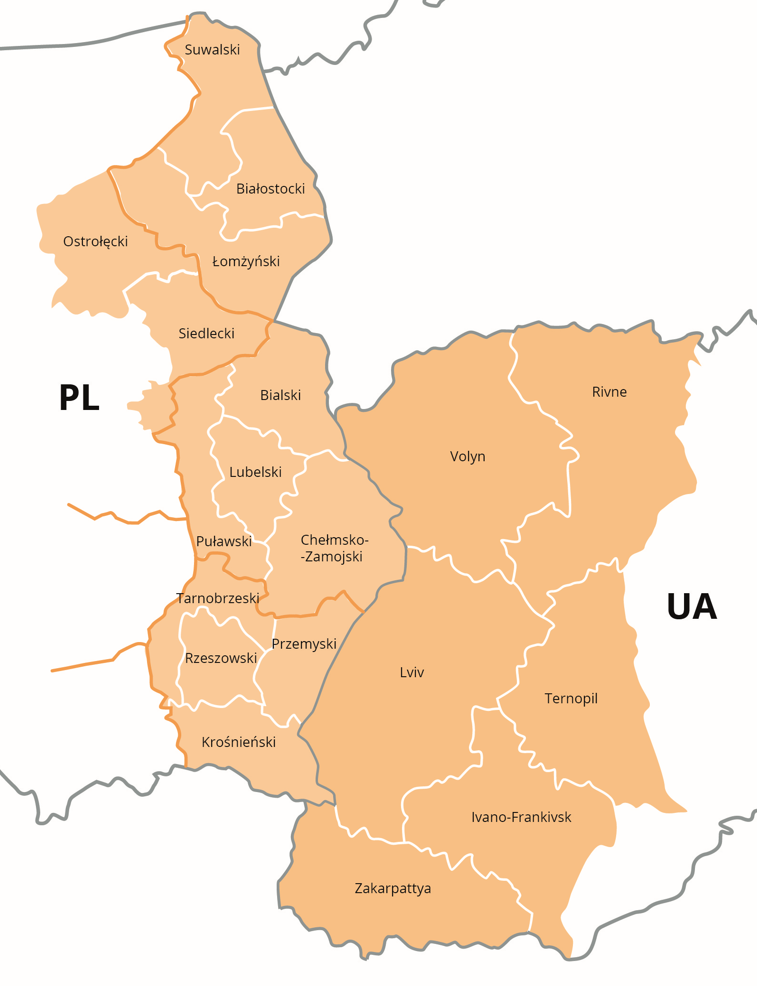 Suwalski
Białostocki
Ostrołęcki
Łomżyński
Siedlecki
PL
Bialski
Rivne
Volyn
Lubelski
Puławski
Chełmsko-
-Zamojski
Tarnobrzeski
UA
Przemyski
Rzeszowski
Lviv
Ternopil
Krośnieński
Ivano-Frankivsk
Zakarpattya